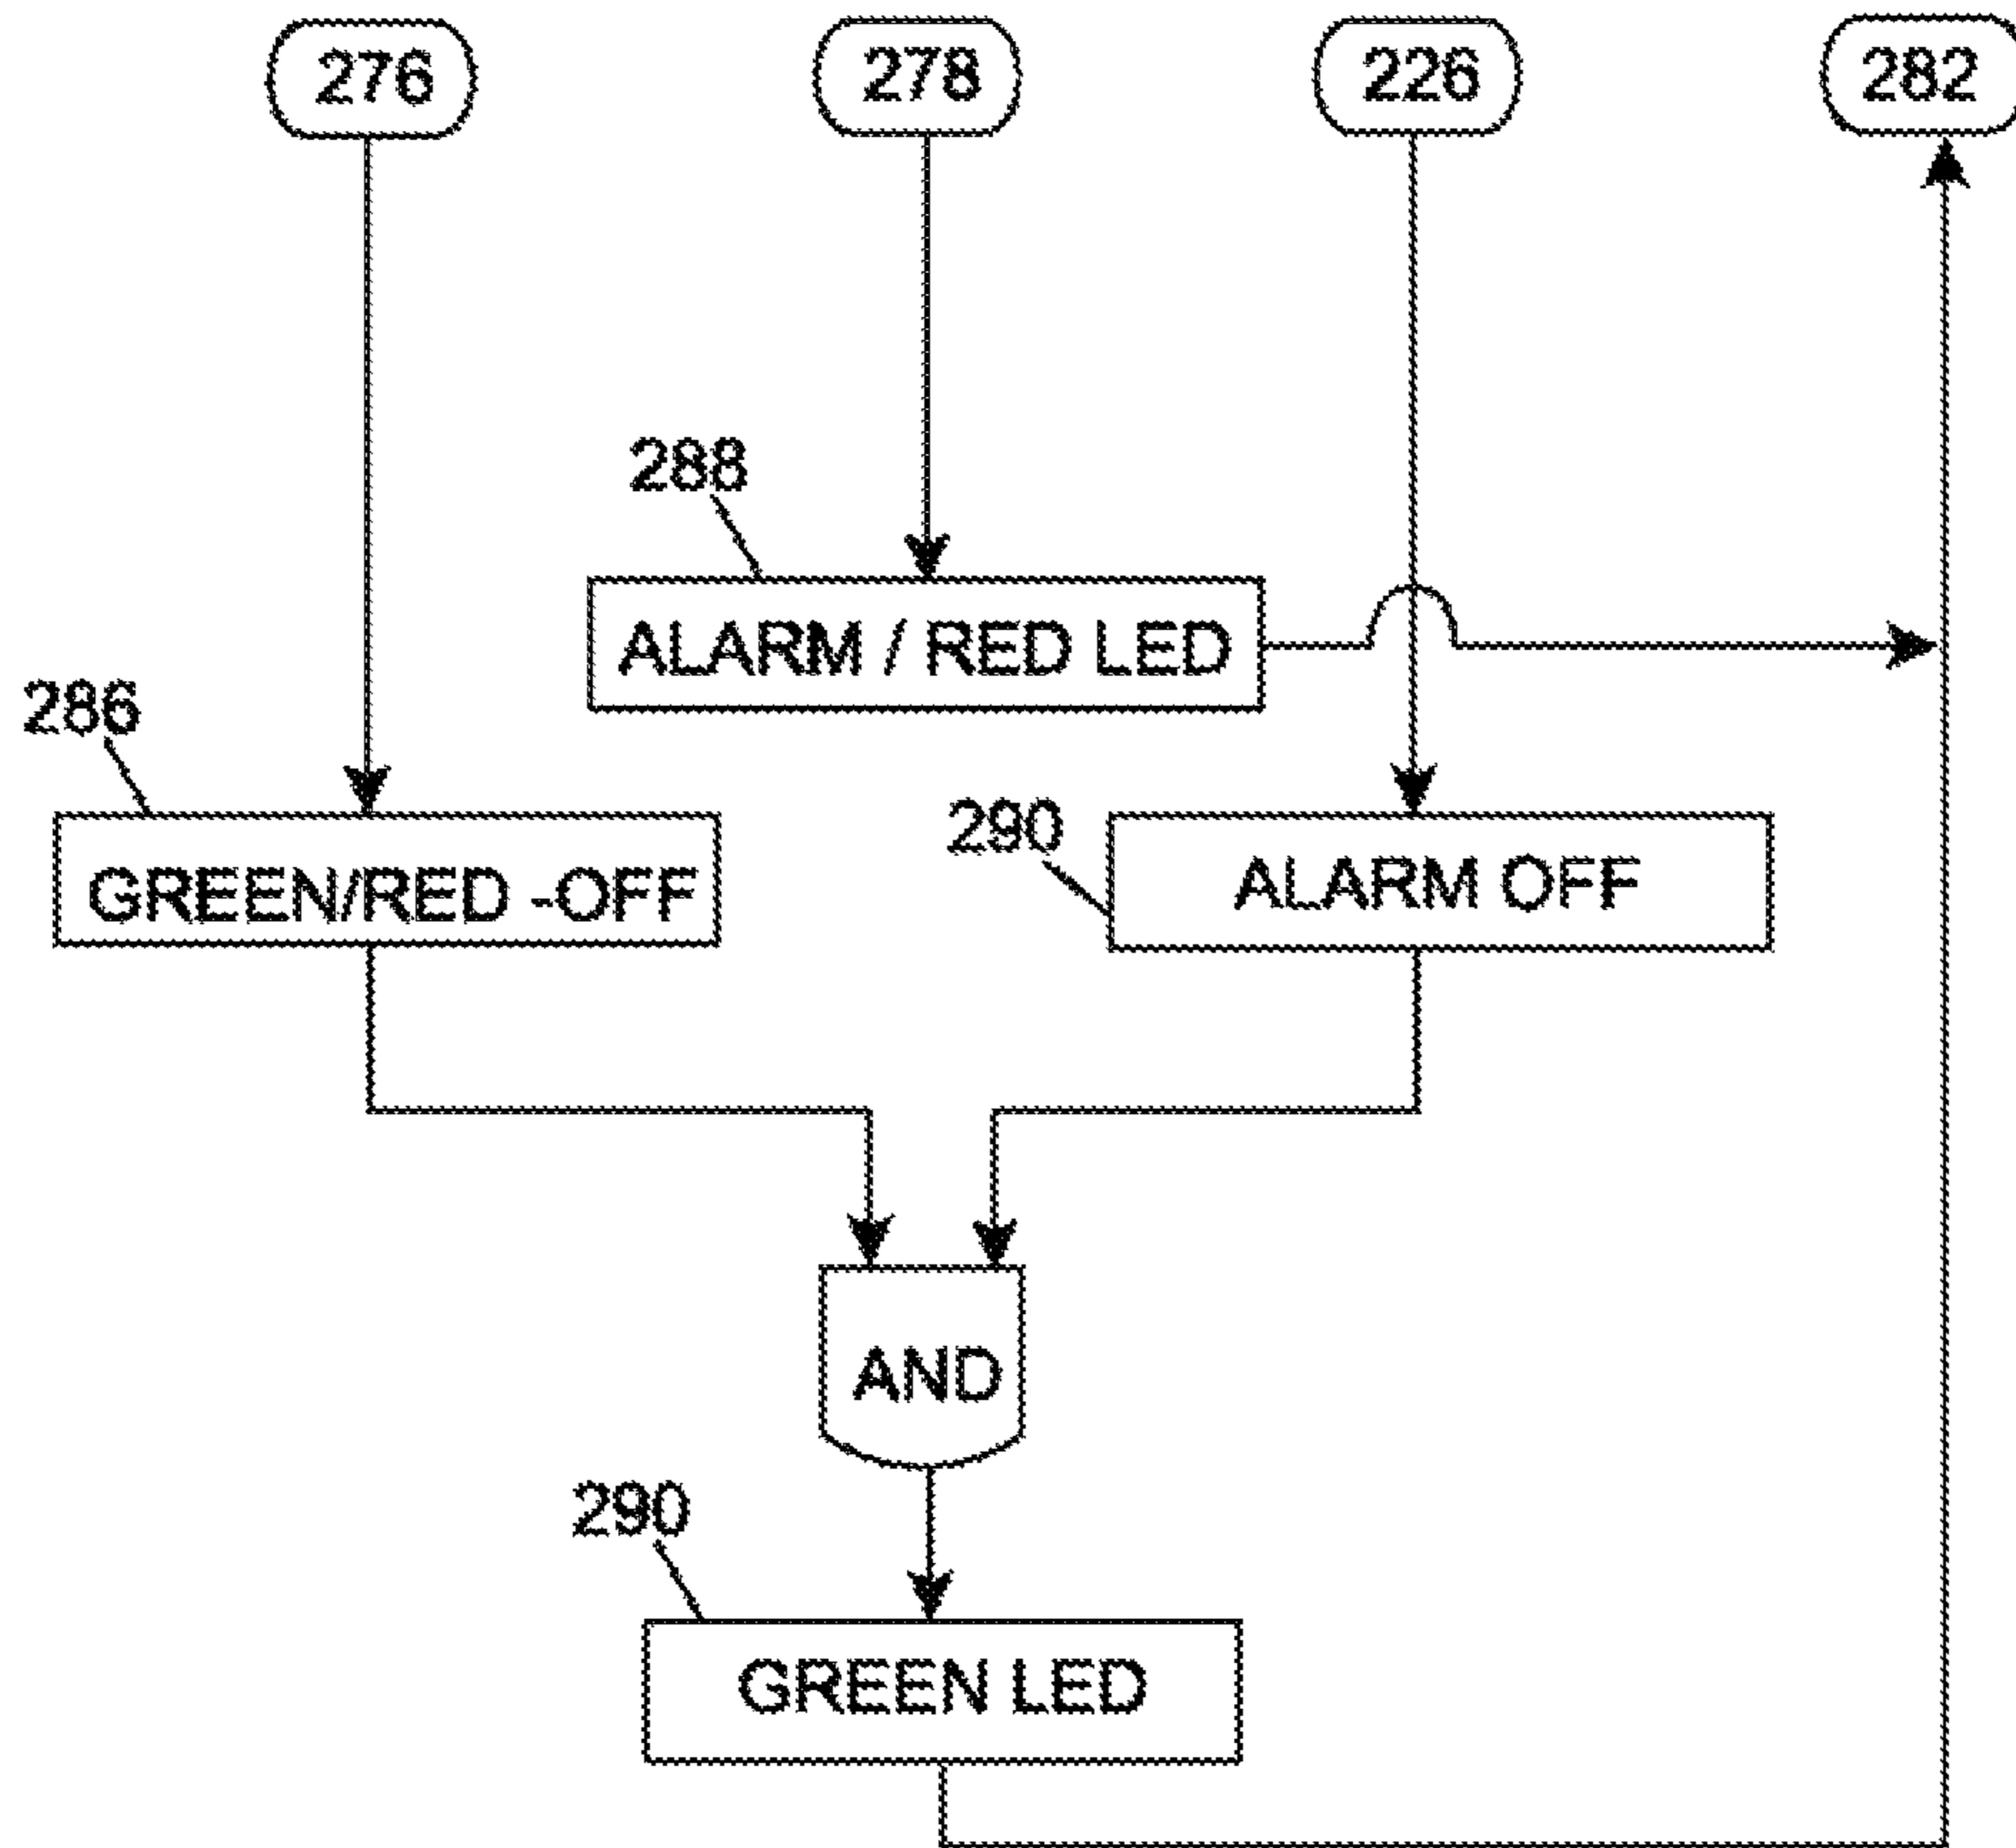 276
278
226
282
288
ALARM / RED LED
286
GREEN/RED -OFF
290
ALARM OFF
AND
290
GREEN LED